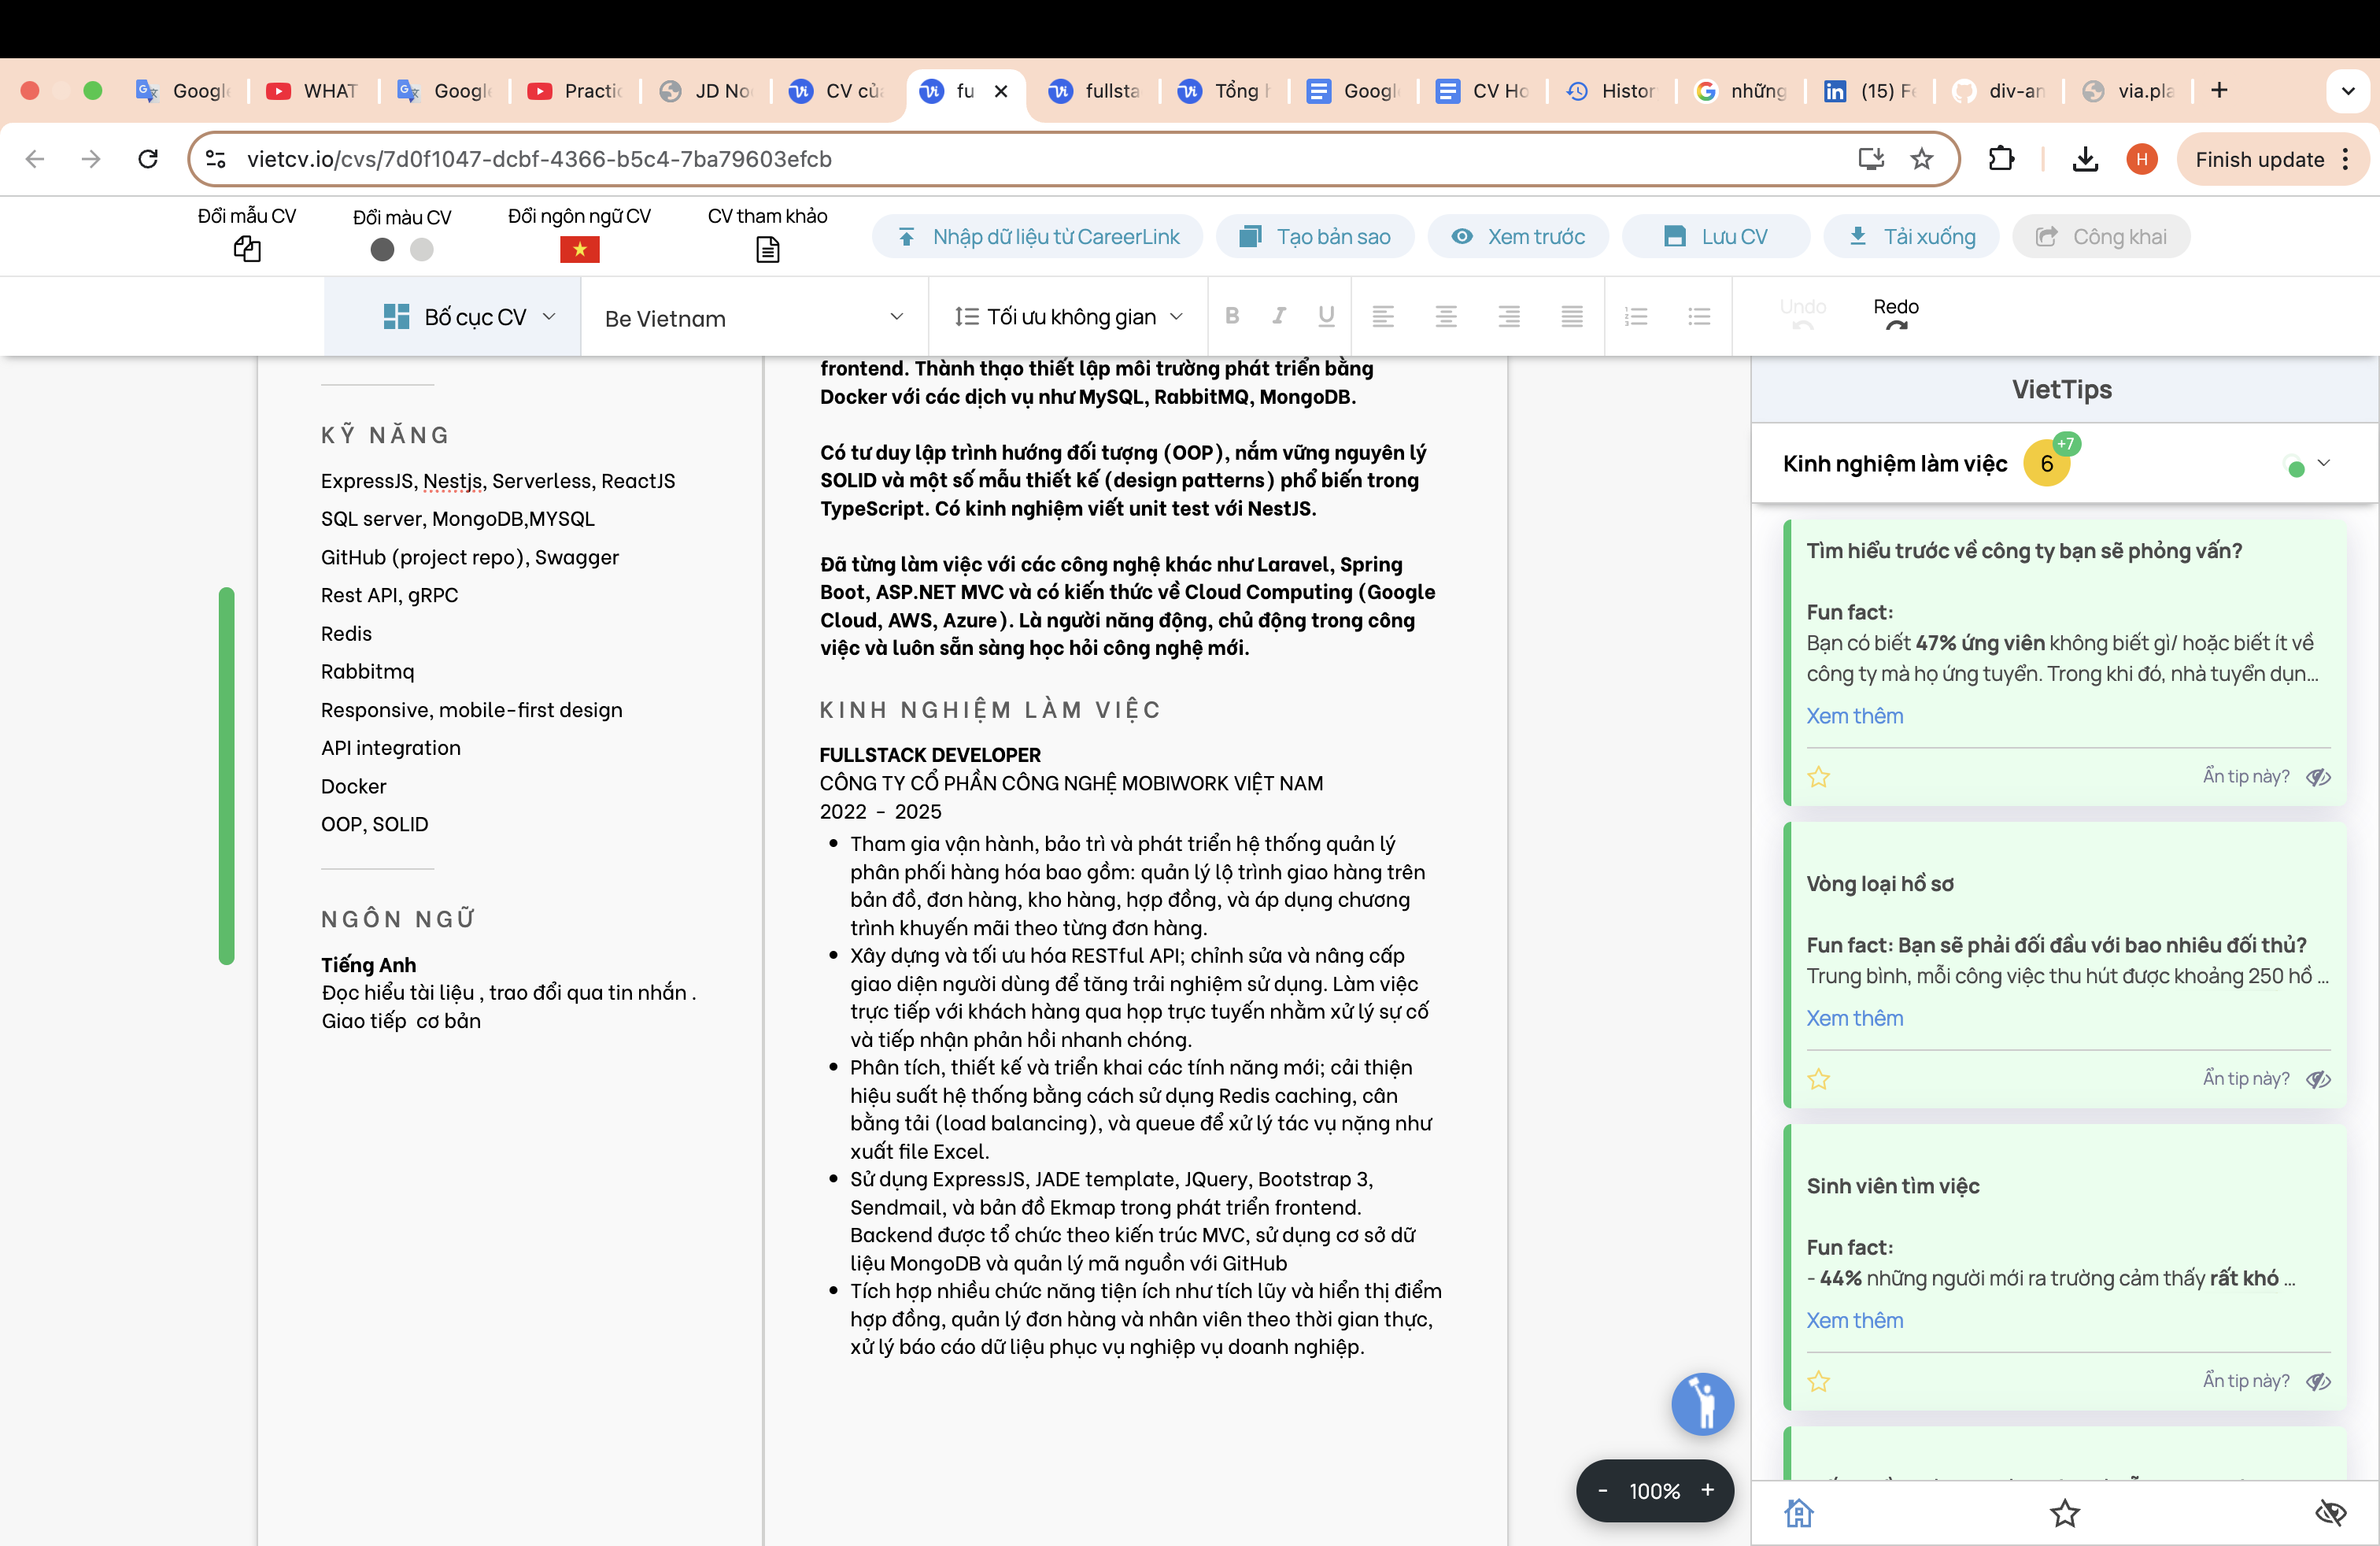 Googl
WHAT
Googl
Practic
JD No
CV củ
fu
fullsta
Tổng h
Googl
CV Ho
Histor
những
(15) F
div-an
via.pla
vietcv.io/cvs/7d0f1047-dcbf-4366-b5c4-7ba79603efcb
H
Finish update
Đổi mẫu CV
Đổi màu CV
Đổi ngôn ngữ CV
CV tham khảo
Nhập dữ liệu từ CareerLink
Tạo bản sao
Xem trước
Lưu CV
Tải xuống
Công khai
Bố cục CV
Be Vietnam
Tối ưu không gian
B I U
Undo
Redo
KỸ NĂNG
ExpressJS, Nestjs, Serverless, ReactJS
SQL server, MongoDB,MYSQL
GitHub (project repo), Swagger
Rest API, gRPC
Redis
Rabbitmq
Responsive, mobile-first design
API integration
Docker
OOP, SOLID
NGÔN NGỮ
Tiếng Anh
Đọc hiểu tài liệu , trao đổi qua tin nhắn .
Giao tiếp  cơ bản
frontend. Thành thạo thiết lập môi trường phát triển bằng
Docker với các dịch vụ như MySQL, RabbitMQ, MongoDB.
Có tư duy lập trình hướng đối tượng (OOP), nắm vững nguyên lý
SOLID và một số mẫu thiết kế (design patterns) phổ biến trong
TypeScript. Có kinh nghiệm viết unit test với NestJS.
Đã từng làm việc với các công nghệ khác như Laravel, Spring
Boot, ASP.NET MVC và có kiến thức về Cloud Computing (Google
Cloud, AWS, Azure). Là người năng động, chủ động trong công
việc và luôn sẵn sàng học hỏi công nghệ mới.
KINH NGHIỆM LÀM VIỆC
FULLSTACK DEVELOPER
CÔNG TY CỔ PHẦN CÔNG NGHỆ MOBIWORK VIỆT NAM
2022 - 2025
• Tham gia vận hành, bảo trì và phát triển hệ thống quản lý
phân phối hàng hóa bao gồm: quản lý lộ trình giao hàng trên
bản đồ, đơn hàng, kho hàng, hợp đồng, và áp dụng chương
trình khuyến mãi theo từng đơn hàng.
• Xây dựng và tối ưu hóa RESTful API; chỉnh sửa và nâng cấp
giao diện người dùng để tăng trải nghiệm sử dụng. Làm việc
trực tiếp với khách hàng qua họp trực tuyến nhằm xử lý sự cố
và tiếp nhận phản hồi nhanh chóng.
• Phân tích, thiết kế và triển khai các tính năng mới; cải thiện
hiệu suất hệ thống bằng cách sử dụng Redis caching, cân
bằng tải (load balancing), và queue để xử lý tác vụ nặng như
xuất file Excel.
• Sử dụng ExpressJS, JADE template, JQuery, Bootstrap 3,
Sendmail, và bản đồ Ekmap trong phát triển frontend.
Backend được tổ chức theo kiến trúc MVC, sử dụng cơ sở dữ
liệu MongoDB và quản lý mã nguồn với GitHub
• Tích hợp nhiều chức năng tiện ích như tích lũy và hiển thị điểm
hợp đồng, quản lý đơn hàng và nhân viên theo thời gian thực,
xử lý báo cáo dữ liệu phục vụ nghiệp vụ doanh nghiệp.
- 100% +
VietTips
Kinh nghiệm làm việc 6 +7
Tìm hiểu trước về công ty bạn sẽ phỏng vấn?
Fun fact:
Bạn có biết 47% ứng viên không biết gì/ hoặc biết ít về
công ty mà họ ứng tuyển. Trong khi đó, nhà tuyển dụn...
Xem thêm
Ẩn tip này?
Vòng loại hồ sơ
Fun fact: Bạn sẽ phải đối đầu với bao nhiêu đối thủ?
Trung bình, mỗi công việc thu hút được khoảng 250 hồ ...
Xem thêm
Ẩn tip này?
Sinh viên tìm việc
Fun fact:
- 44% những người mới ra trường cảm thấy rất khó ...
Xem thêm
Ẩn tip này?